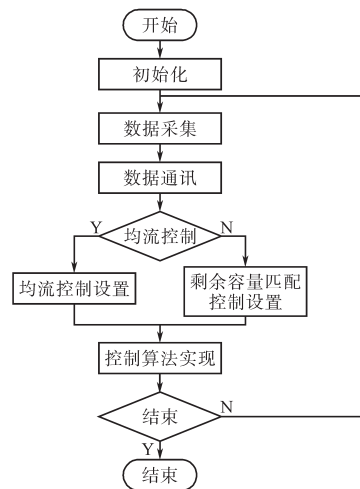 开始
初始化
数据采集
数据通讯
Y
均流控制
N
均流控制设置
剩余容量匹配
控制设置
控制算法实现
结束
N
Y
结束